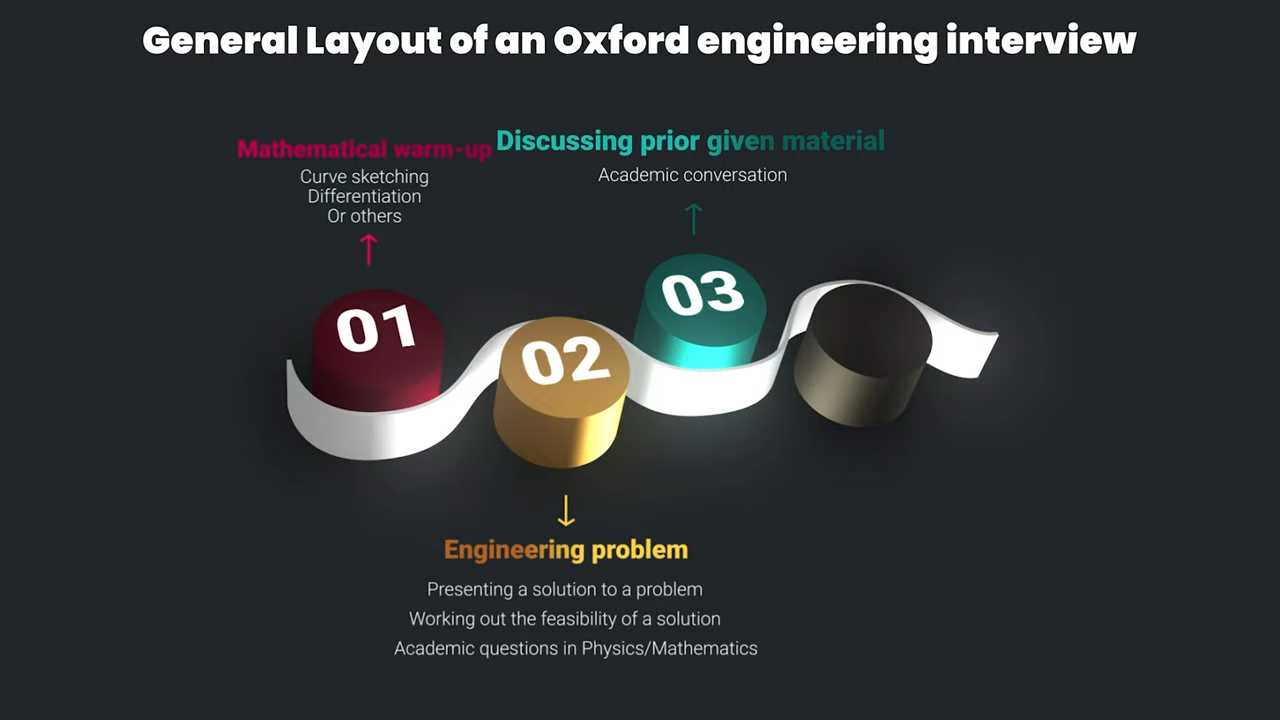 General Layout of an Oxford engineering interview
Mathematical warm-up
Curve sketching
Differentiation
Or others
01
02
Engineering problem
Presenting a solution to a problem
Working out the feasibility of a solution
Academic questions in Physics/Mathematics
Discussing prior given material
Academic conversation
03